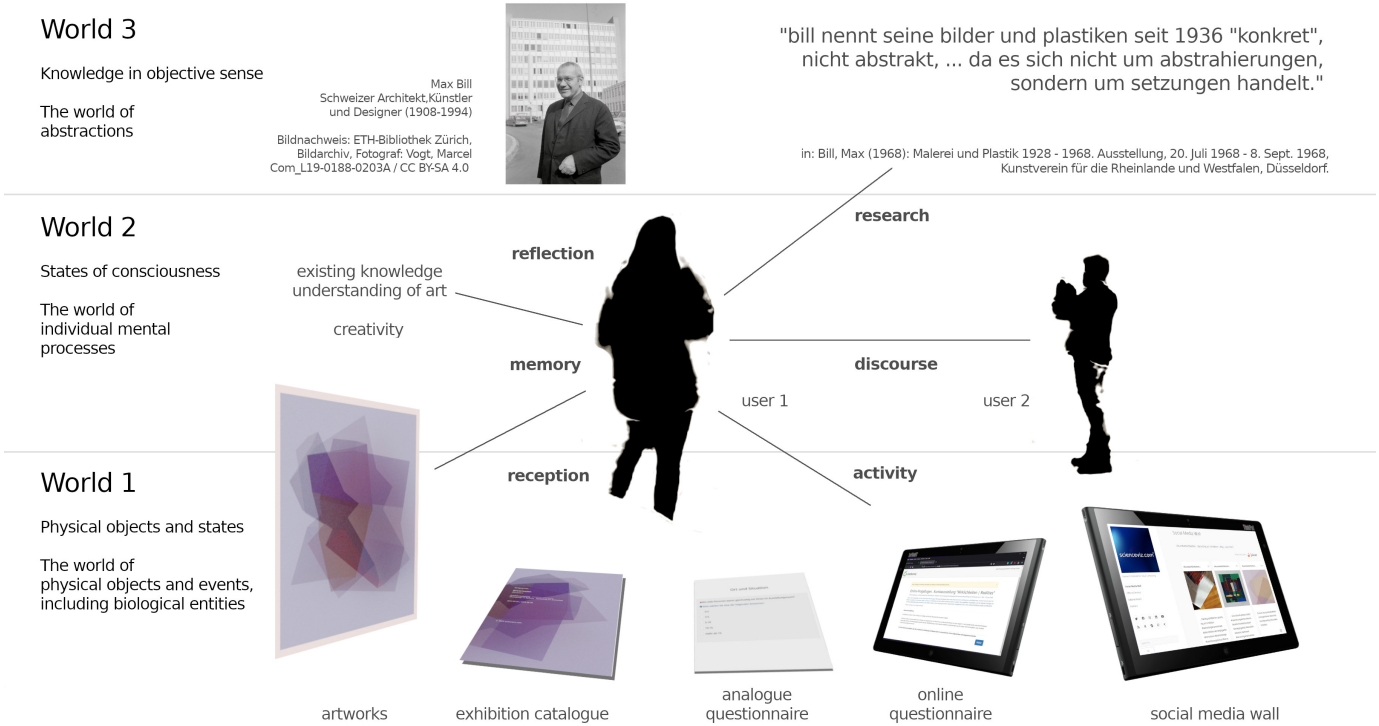 World 3
Knowledge in objective sense
The world of
abstractions
Max Bill
Schweizer Architekt,Künstler
und Designer (1908-1994)
Bildnachweis: ETH-Bibliothek Zürich,
Bildarchiv, Fotograf: Vogt, Marcel
Com_L19-0188-0203A / CC BY-SA 4.0
"bill nennt seine bilder und plastiken seit 1936 "konkret",
nicht abstrakt, ... da es sich nicht um abstrahierungen,
sondern um setzungen handelt."
in: Bill, Max (1968): Malerei und Plastik 1928 - 1968. Ausstellung, 20. Juli 1968 - 8. Sept. 1968,
Kunstverein für die Rheinlande und Westfalen, Düsseldorf.
World 2
States of consciousness
The world of
individual mental
processes
reflection
existing knowledge
understanding of art
creativity
memory
research
discourse
user 1
user 2
World 1
Physical objects and states
The world of
physical objects and events,
including biological entities
reception
activity
scienceviz.com
artworks
exhibition catalogue
analogue
questionnaire
online
questionnaire
social media wall